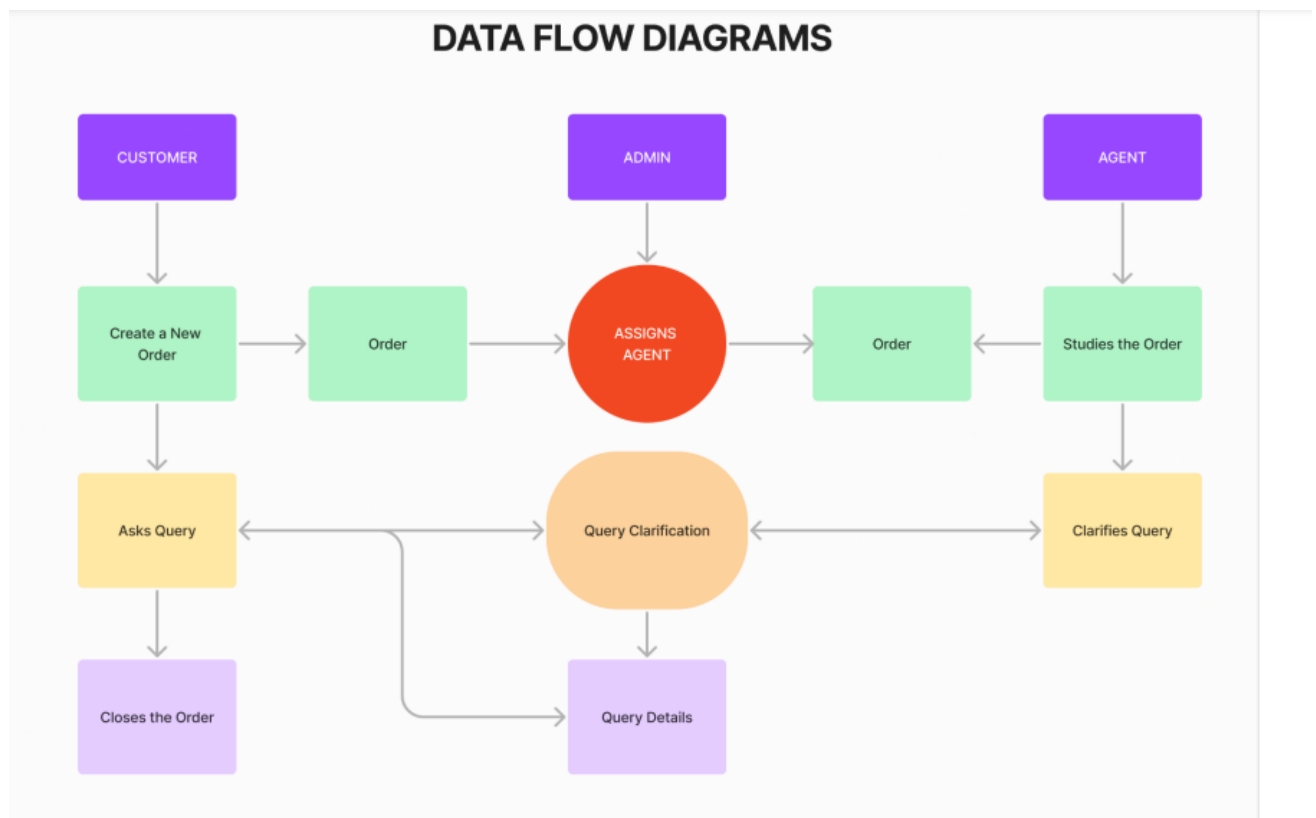 DATA FLOW DIAGRAMS
CUSTOMER
ADMIN
AGENT
Create a New
Order
Order
ASSIGNS
AGENT
Order
Studies the Order
Asks Query
Query Clarification
Clarifies Query
Closes the Order
Query Details